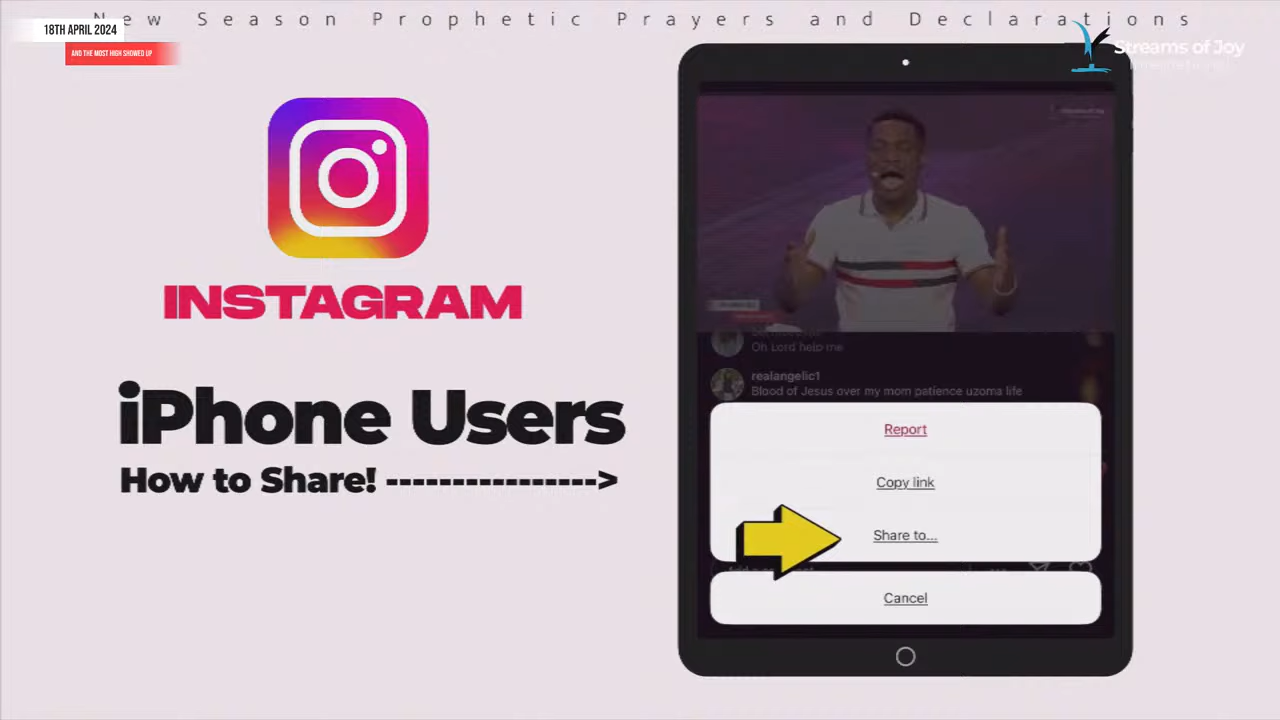 New Season Prophetic Prayers and Declarations
18TH APRIL 2024
AND THE MOST HIGH SHOWED UP
Streams of Joy
INSTAGRAM
iPhone Users
How to Share! ---------------->
Oh Lord help me
realangelic1
Blood of Jesus over my mom patience uzoma life
Report
Copy link
Share to...
Cancel